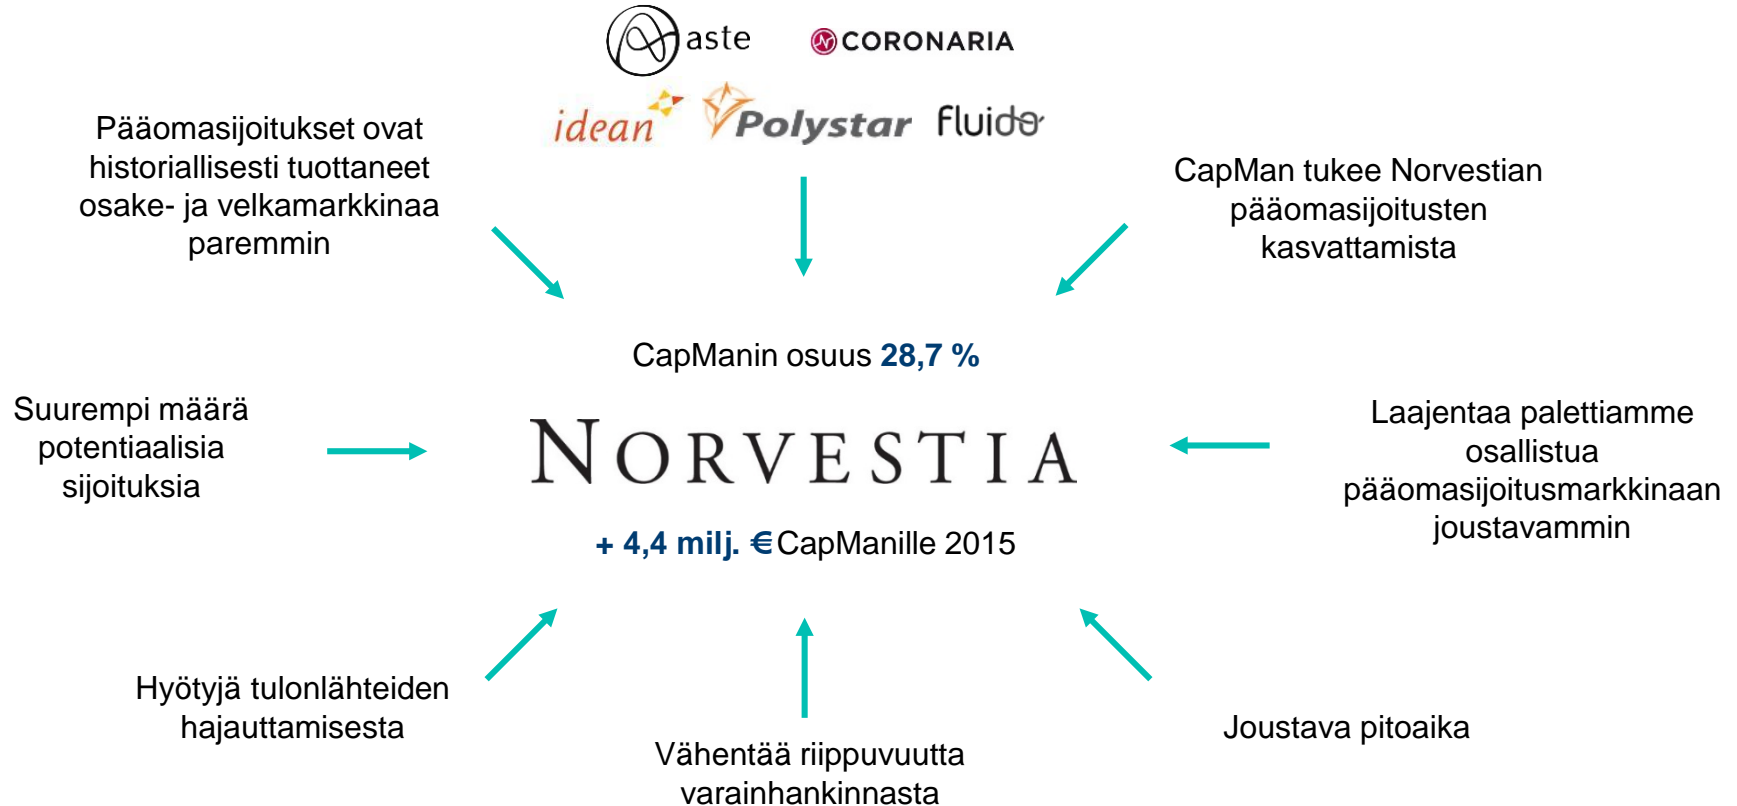 aste
CORONARIA
idean
Polystar
fluido
Pääomasijoitukset ovat
historiallisesti tuottaneet
osake- ja velkamarkkinaa
paremmin
CapMan tukee Norvestian
pääomasijoitusten
kasvattamista
CapManin osuus 28,7 %
Suurempi määrä
potentiaalisia
sijoituksia
NORVESTIA
Laajentaa palettiamme
osallistua
pääomasijoitusmarkkinaan
joustavammin
+ 4,4 milj. € CapManille 2015
Hyötyjä tulonlähteiden
hajauttamisesta
Vähentää riippuvuutta
varainhankinnasta
Joustava pitoaika